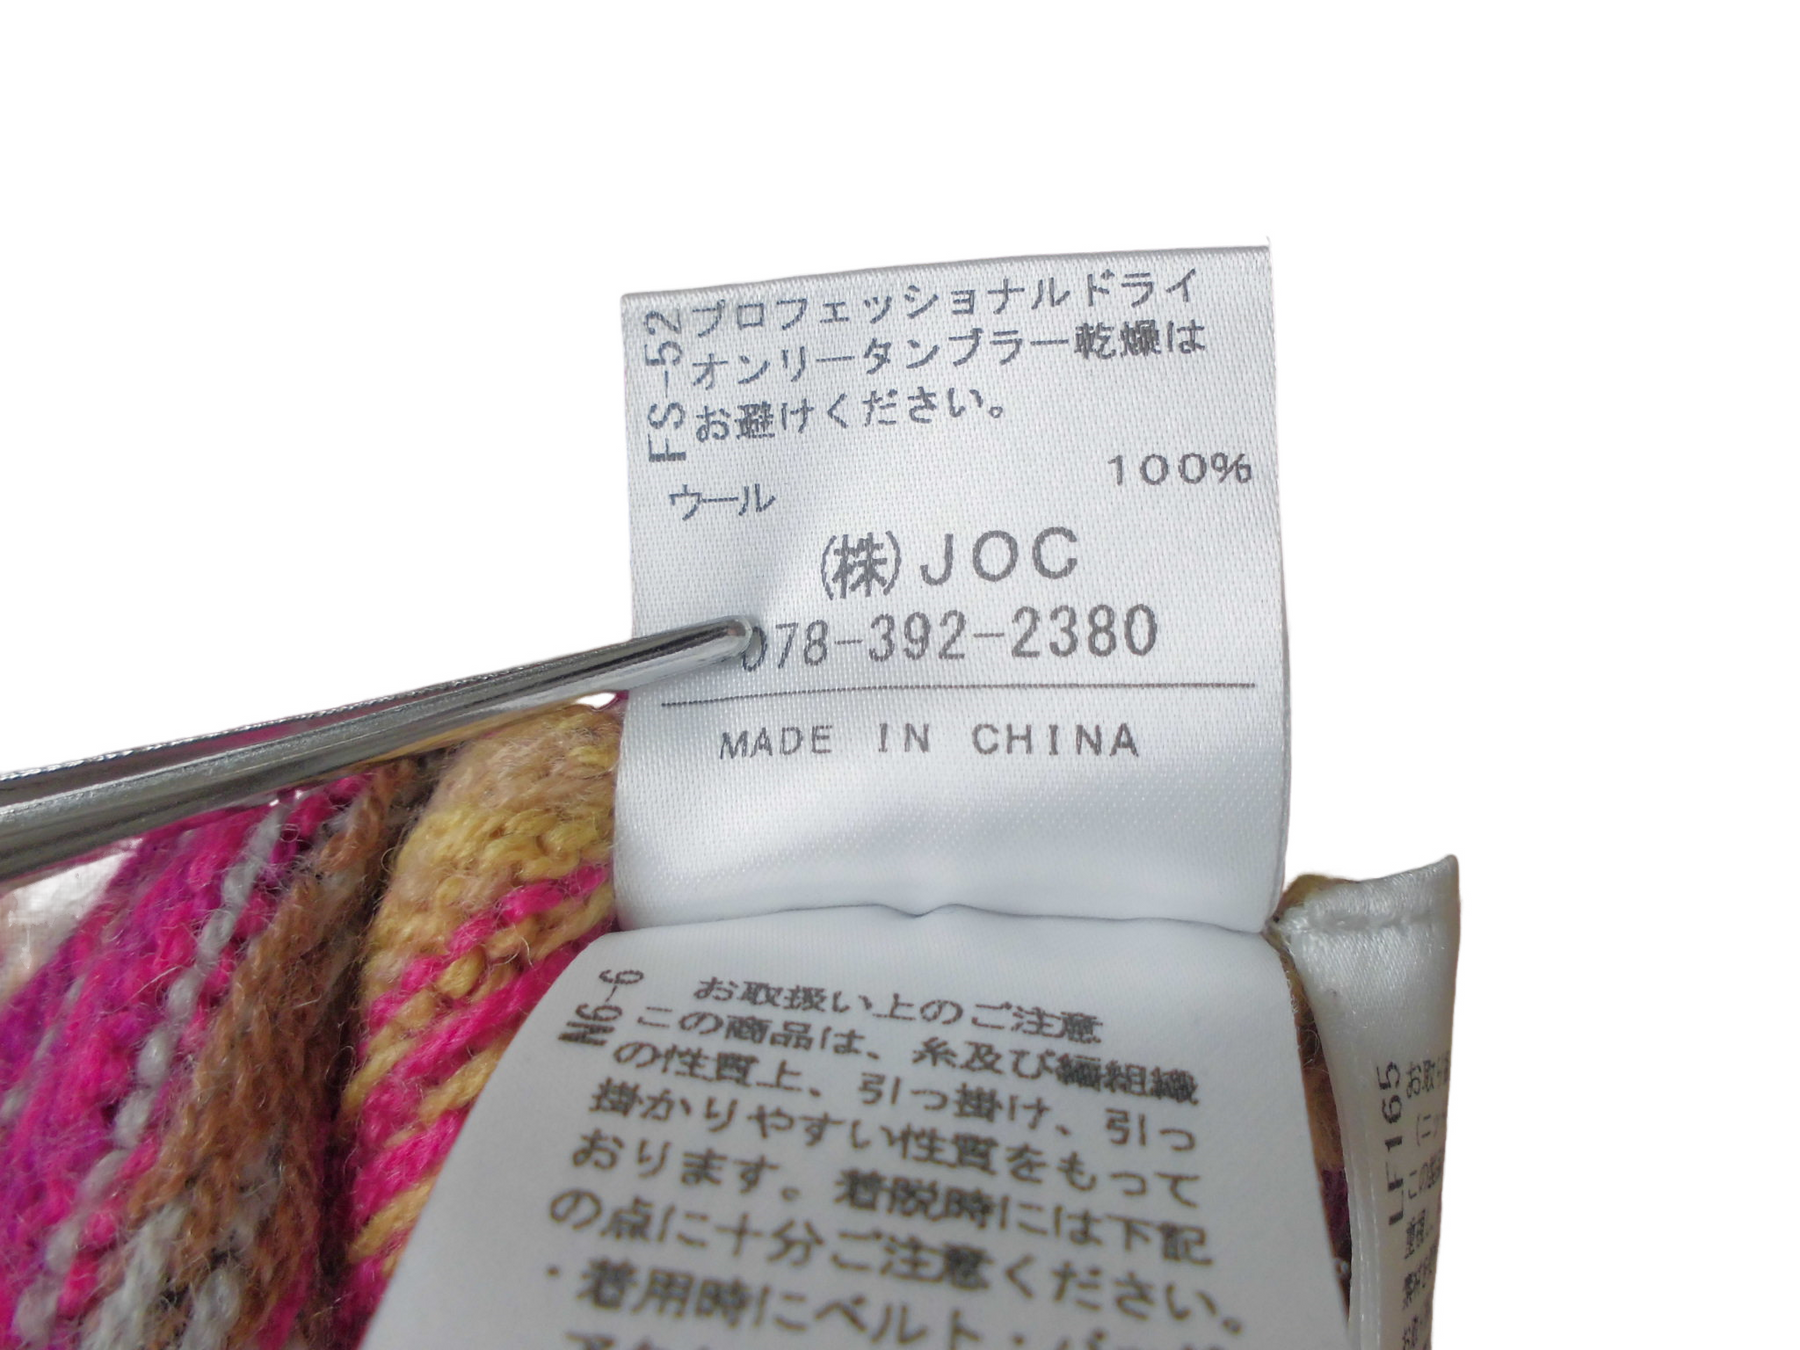 FS-52
プロフェッショナルドライ
オンリータンブラー乾燥は
お避けください。
ウール 100%
(株)JOC
078-392-2380
MADE IN CHINA
N6-6
お取扱い上のご注意
この商品は、糸及び編組織
の性質上、引っ掛け、引っ
掛かりやすい性質をもって
おります。着脱時には下記
の点に十分ご注意ください。
・着用時にベルト・バッグ
LF165
お取